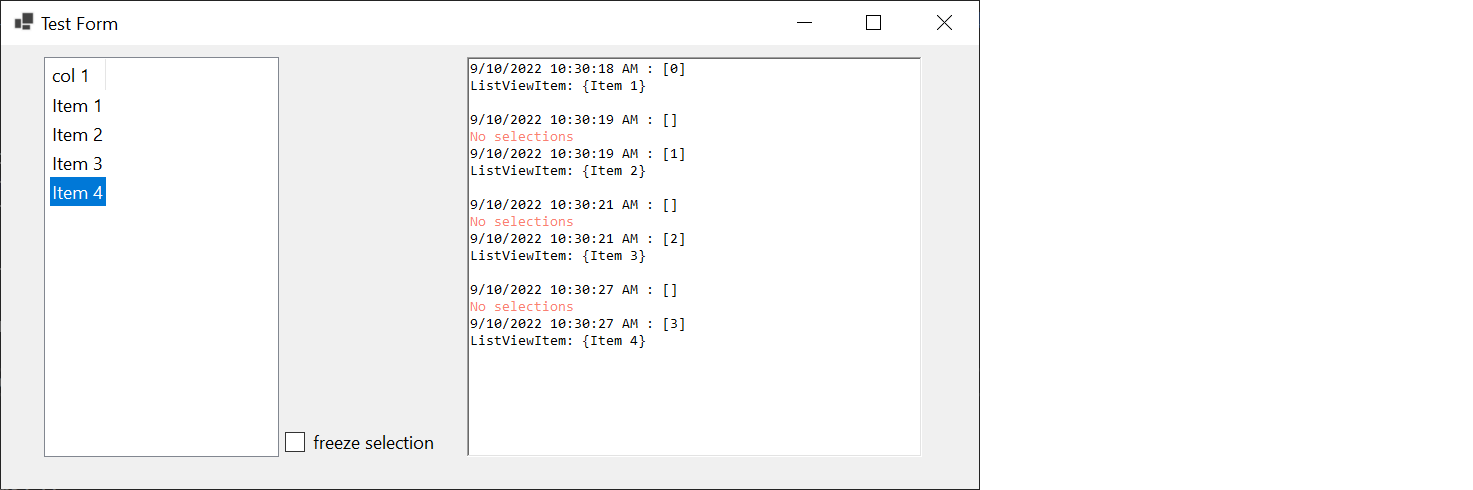 Test Form
col 1
Item 1
Item 2
Item 3
Item 4
freeze selection
9/10/2022 10:30:18 AM : [0]
ListViewItem: {Item 1}
9/10/2022 10:30:19 AM : []
No selections
9/10/2022 10:30:19 AM : [1]
ListViewItem: {Item 2}
9/10/2022 10:30:21 AM : []
No selections
9/10/2022 10:30:21 AM : [2]
ListViewItem: {Item 3}
9/10/2022 10:30:27 AM : []
No selections
9/10/2022 10:30:27 AM : [3]
ListViewItem: {Item 4}